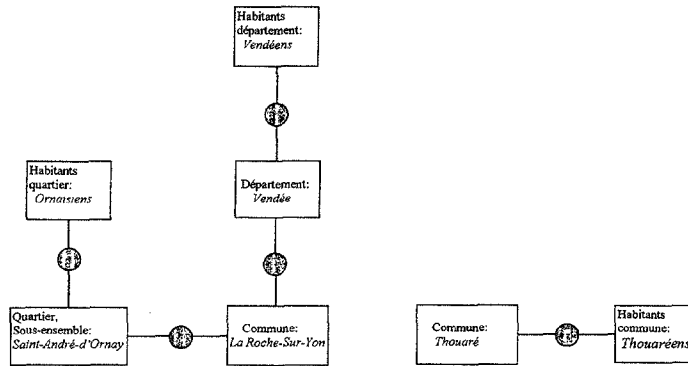 Habitants
département:
Vendéens
Habitants
quartier:
Ornaisiens
Département:
Vendée
Quartier,
Sous-ensemble:
Saint-André-d'Ornay
Commune:
La Roche-Sur-Yon
Commune:
Thouaré
Habitants
commune:
Thouaréens